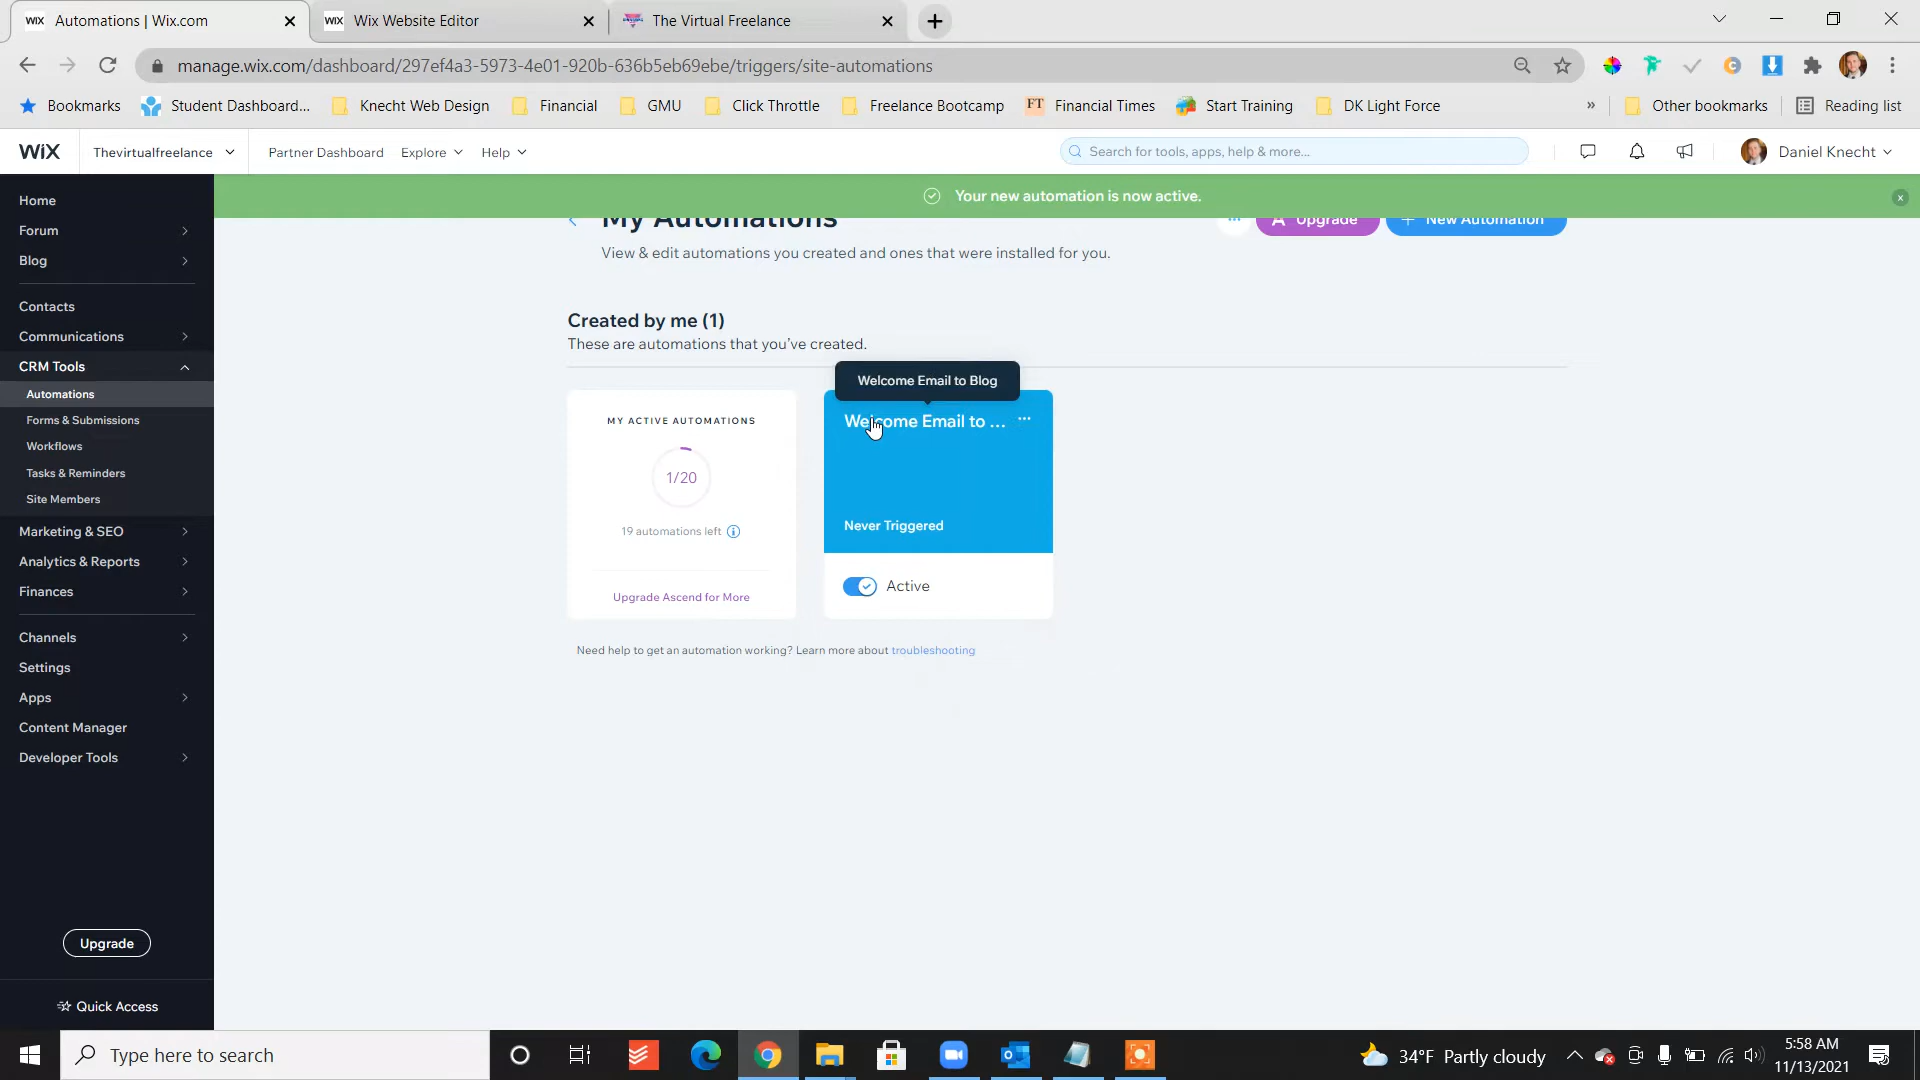 Automations | Wix.com
WIX Wix Website Editor
The Virtual Freelance
manage.wix.com/dashboard/297ef4a3-5973-4e01-920b-636b5eb69ebe/triggers/site-automations
Bookmarks
Student Dashboard...
Knecht Web Design
Financial
GMU
Click Throttle
Freelance Bootcamp
FT Financial Times
Start Training
DK Light Force
»
Other bookmarks
Reading list
WiX
Thevirtualfreelance
Partner Dashboard
Explore
Help
Search for tools, apps, help & more...
Daniel Knecht
Your new automation is now active.
Home
Forum
Blog
Contacts
Communications
CRM Tools
Automations
Forms & Submissions
Workflows
Tasks & Reminders
Site Members
Marketing & SEO
Analytics & Reports
Finances
Channels
Settings
Apps
Content Manager
Developer Tools
Upgrade
Quick Access
My Automations
Upgrade
+ New Automation
View & edit automations you created and ones that were installed for you.
Created by me (1)
These are automations that you've created.
MY ACTIVE AUTOMATIONS
1/20
19 automations left
Upgrade Ascend for More
Welcome Email to Blog
Welcome Email to ...
Never Triggered
Active
Need help to get an automation working? Learn more about troubleshooting
Type here to search
34°F Partly cloudy
5:58 AM
11/13/2021